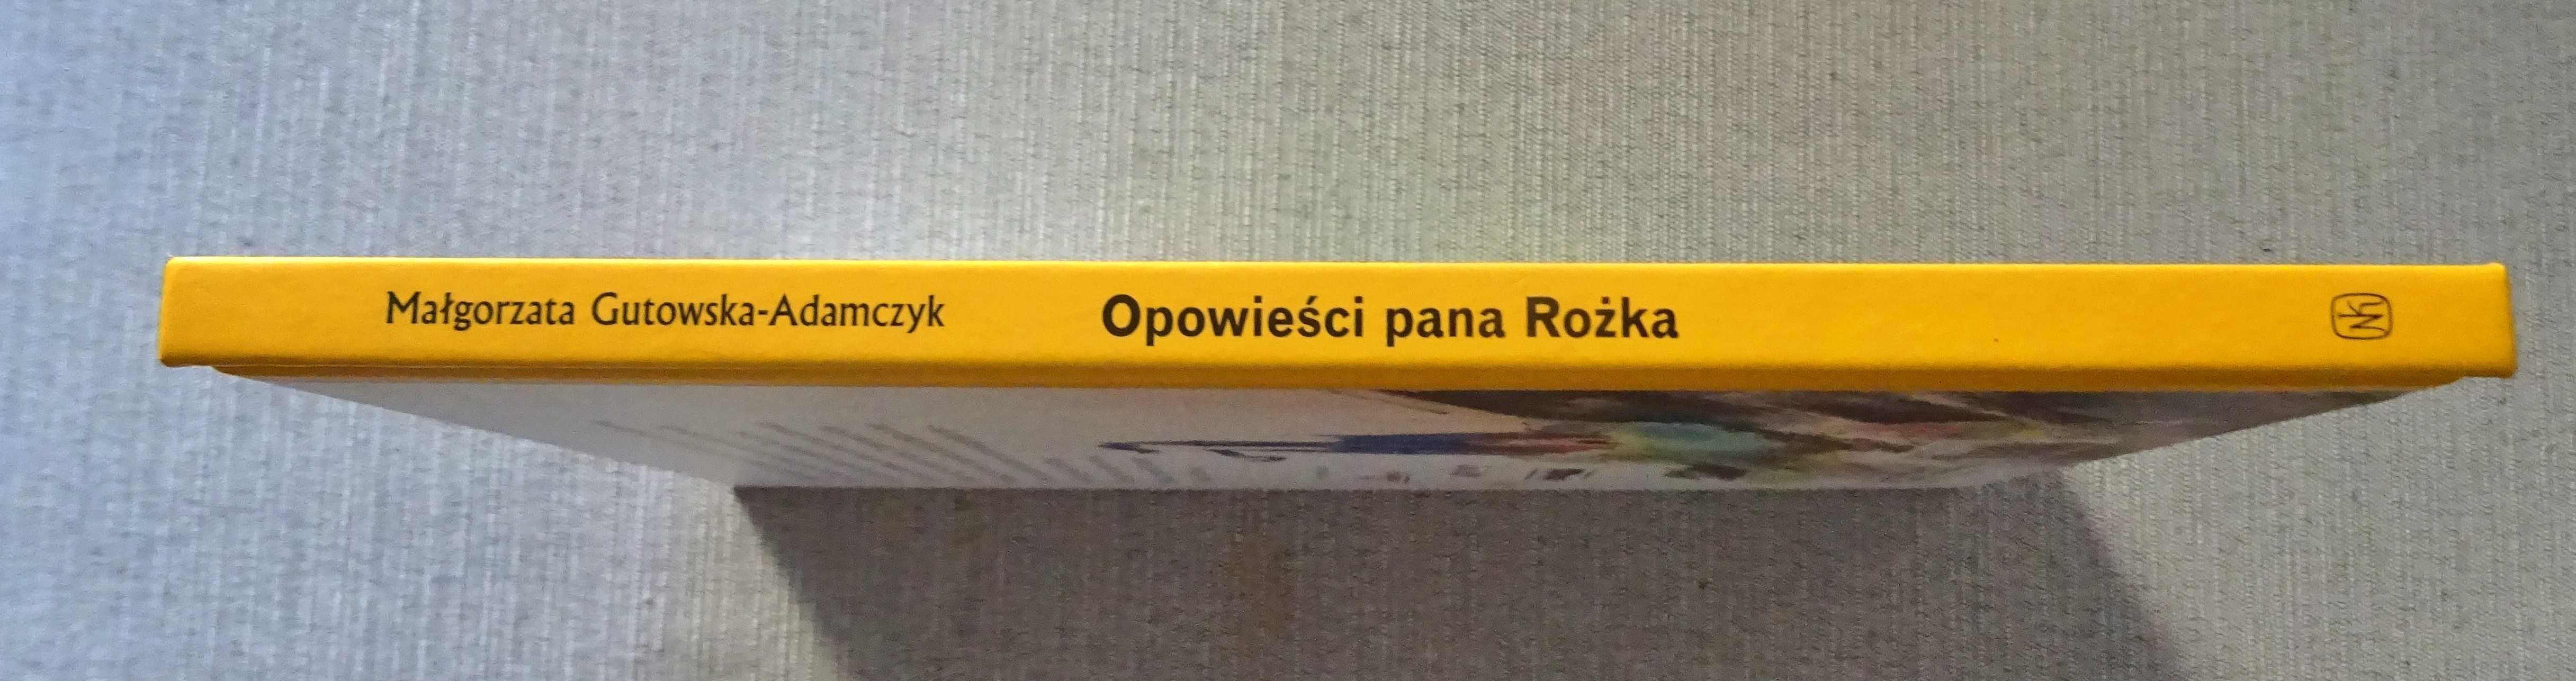 Małgorzata Gutowska-Adamczyk
Opowieści pana Rożka